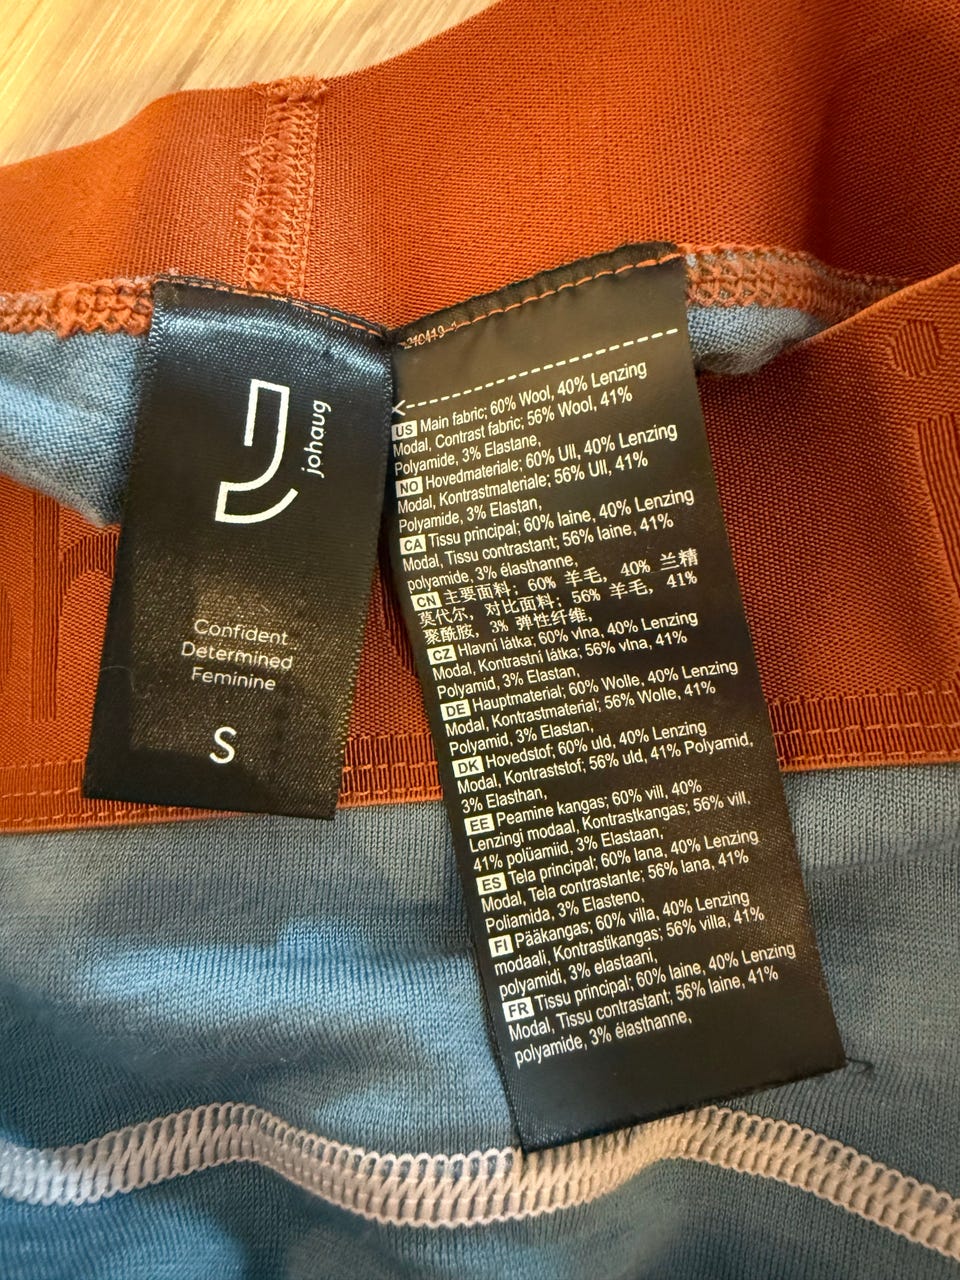 johaug
Confident
Determined
Feminine
S
US Main fabric; 60% Wool, 40% Lenzing
Modal, Contrast fabric; 56% Wool, 41%
Polyamide, 3% Elastane,
NO Hovedmateriale; 60% Ull, 40% Lenzing
Modal, Kontrastmateriale; 56% Ull, 41%
Polyamide, 3% Elastan,
CA Tissu principal; 60% laine, 40% Lenzing
Modal, Tissu contrastant; 56% laine, 41%
polyamide, 3% élasthanne,
CN 主要面料; 60% 羊毛, 40% 兰精
莫代尔, 对比面料; 56% 羊毛, 41%
聚酰胺, 3% 弹性纤维,
CZ Hlavní látka; 60% vlna, 40% Lenzing
Modal, Kontrastní látka; 56% vlna, 41%
Polyamid, 3% Elastan,
DE Hauptmaterial; 60% Wolle, 40% Lenzing
Modal, Kontrastmaterial; 56% Wolle, 41%
Polyamid, 3% Elastan,
DK Hovedstof; 60% uld, 40% Lenzing
Modal, Kontraststof; 56% uld, 41% Polyamid,
3% Elasthan,
EE Peamine kangas; 60% vill, 40%
Lenzingi modaal, Kontrastkangas; 56% vill,
41% polüamiid, 3% Elastaan,
ES Tela principal; 60% lana, 40% Lenzing
Modal, Tela contrastante; 56% lana, 41%
Poliamida, 3% Elasteno,
FI Pääkangas; 60% villa, 40% Lenzing
modaali, Kontrastikangas; 56% villa, 41%
polyamidi, 3% elastaani,
FR Tissu principal; 60% laine, 40% Lenzing
Modal, Tissu contrastant; 56% laine, 41%
polyamide, 3% élasthanne,